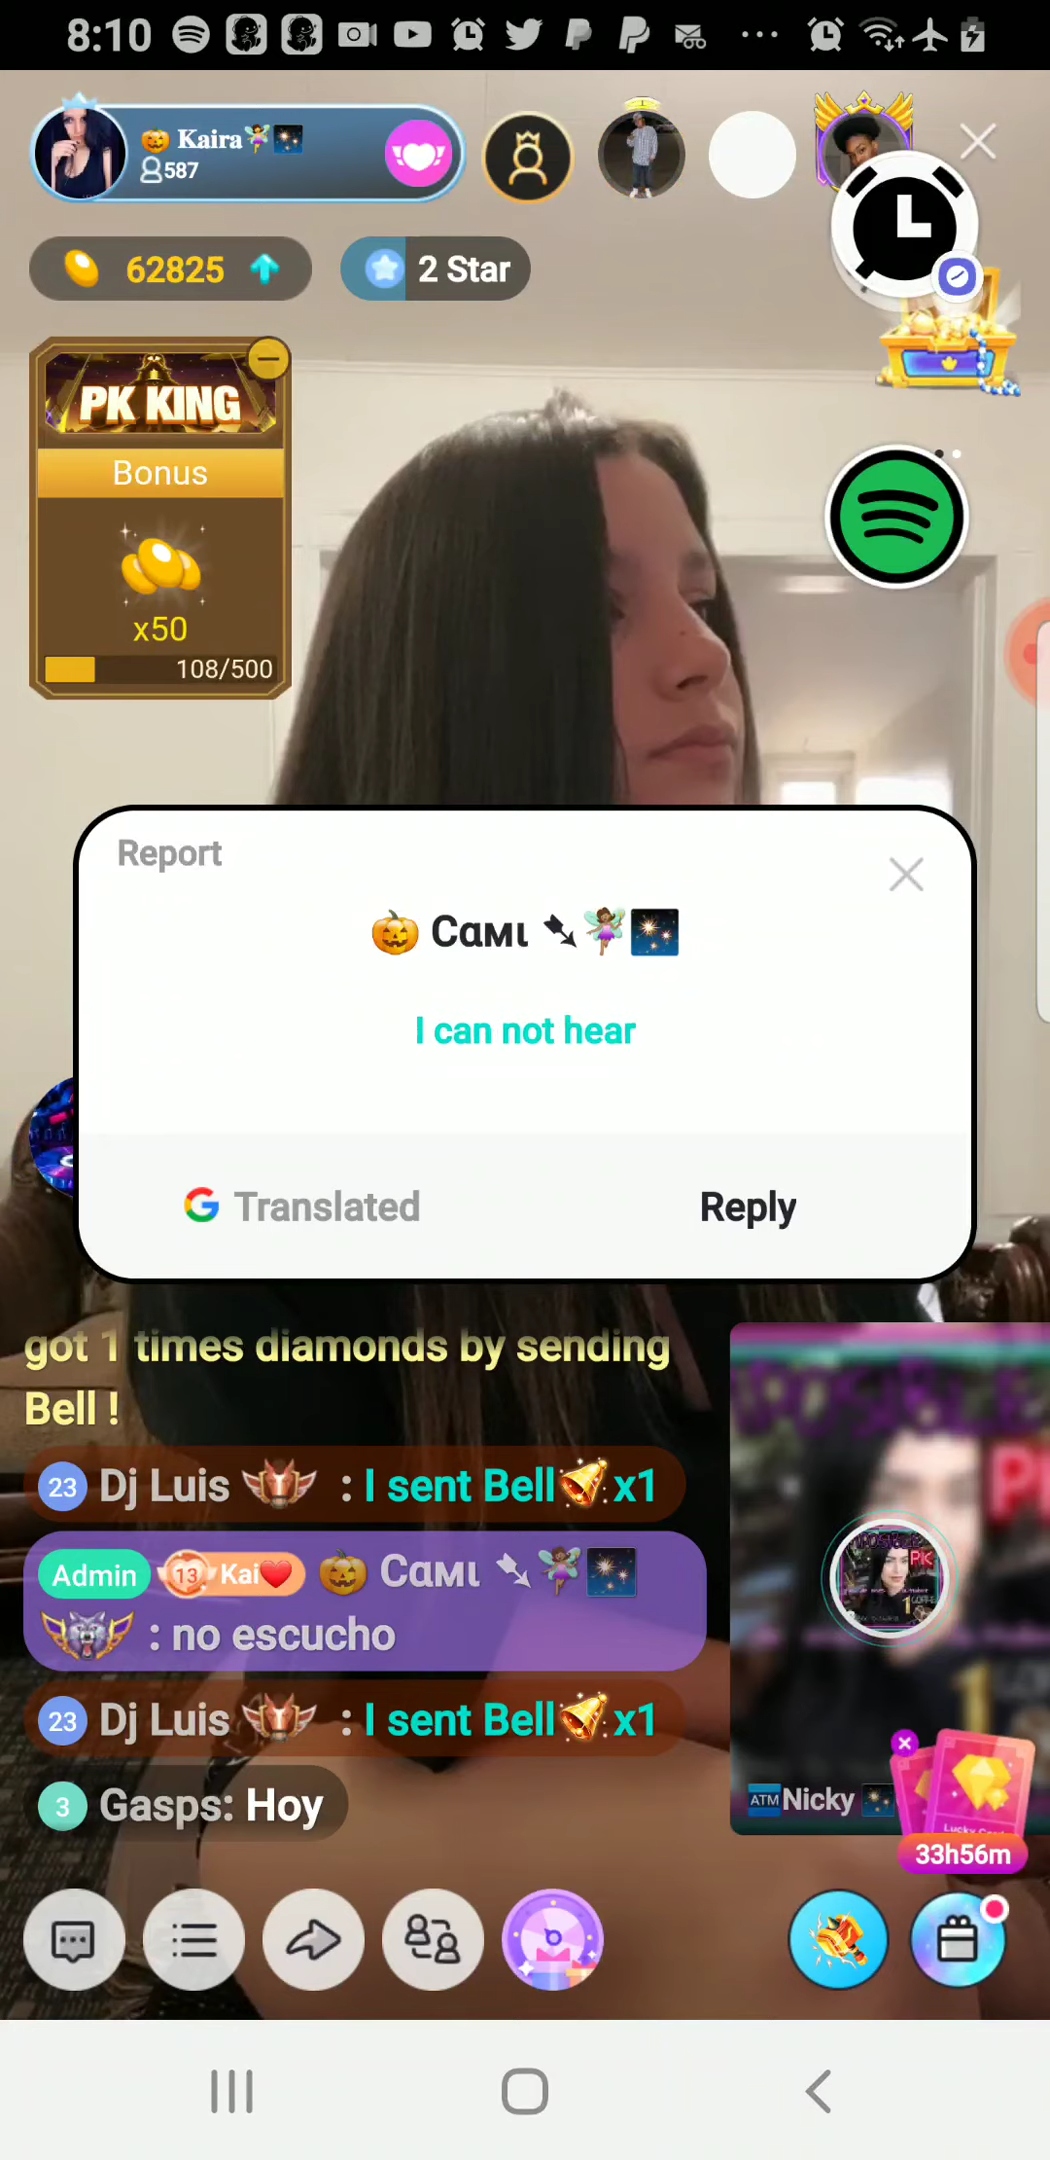 8:10
🎃 Kaira🧚🎇
587
62825
2 Star
PK KING
Bonus
x50
108/500
Report
🎃 Cαмι ➷🧚🎇
I can not hear
Translated
Reply
got 1 times diamonds by sending
Bell !
23 Dj Luis : I sent Bell x1
Admin 13 Kai❤️ 🎃 Cαмι ➷🧚🎇
: no escucho
23 Dj Luis : I sent Bell x1
3 Gasps: Hoy
🏧Nicky 🎇
33h56m